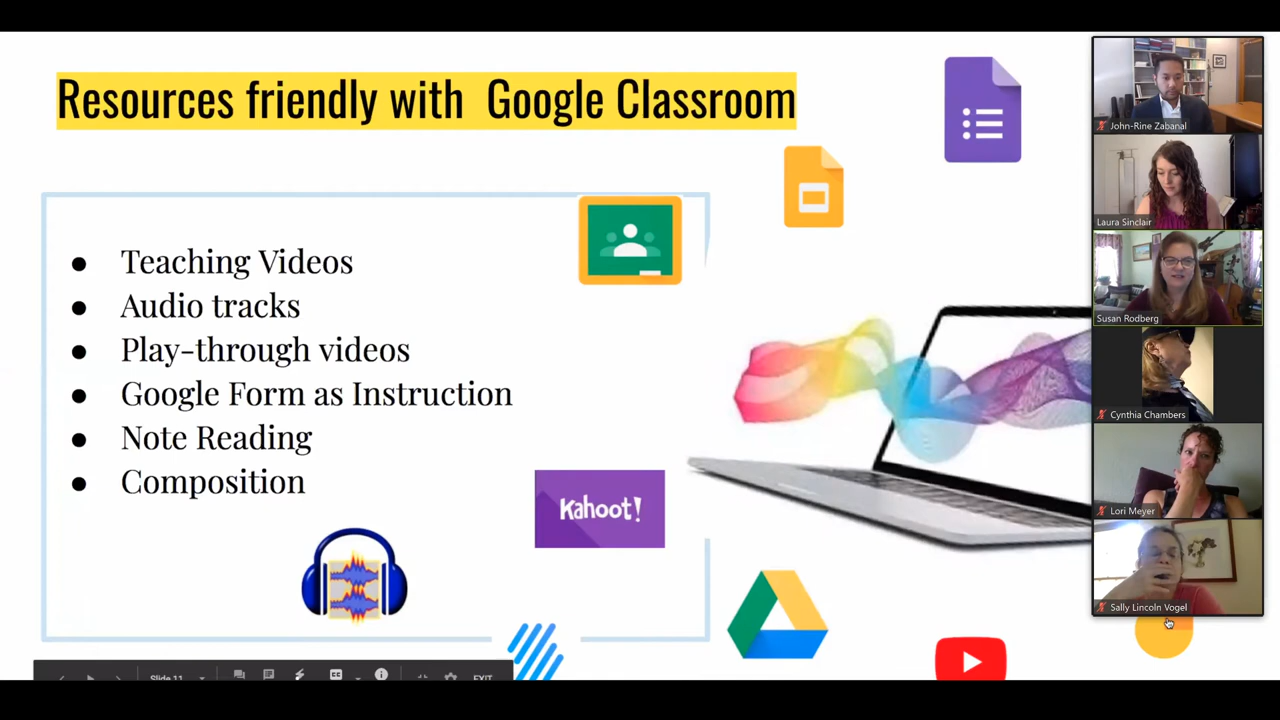 Resources friendly with Google Classroom
Teaching Videos
Audio tracks
Play-through videos
Google Form as Instruction
Note Reading
Composition
Kahoot!
Slide 11
EXIT
John-Rine Zabanal
Laura Sinclair
Susan Rodberg
Cynthia Chambers
Lori Meyer
Sally Lincoln Vogel